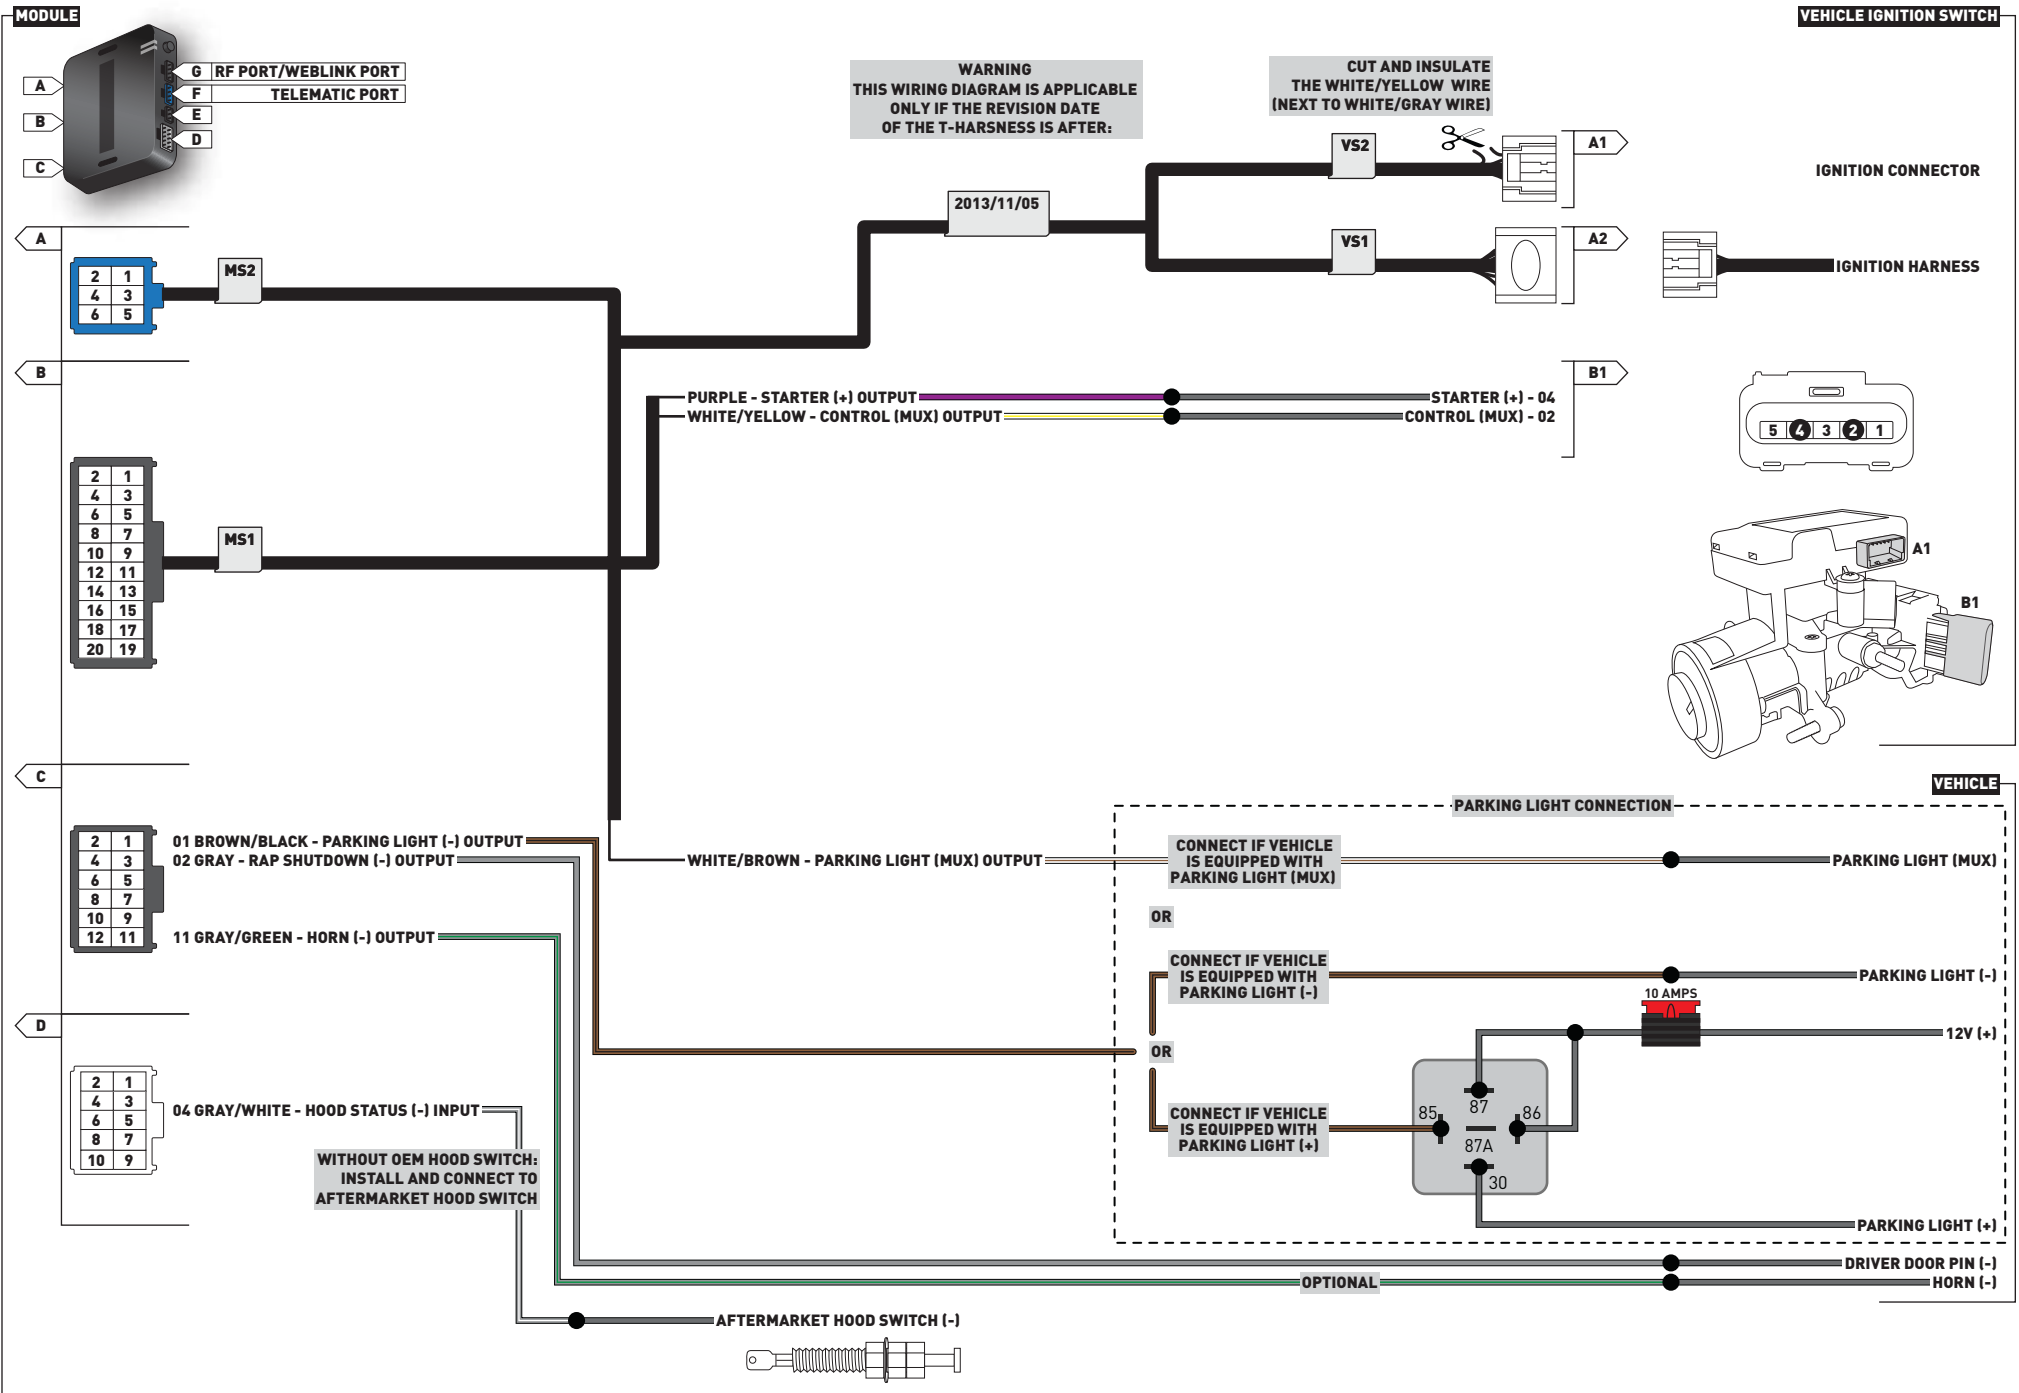 MODULE
VEHICLE IGNITION SWITCH
A
B
C
G RF PORT/WEBLINK PORT
F TELEMATIC PORT
E
D
WARNING
THIS WIRING DIAGRAM IS APPLICABLE
ONLY IF THE REVISION DATE
OF THE T-HARSNESS IS AFTER:
2013/11/05
CUT AND INSULATE
THE WHITE/YELLOW WIRE
(NEXT TO WHITE/GRAY WIRE)
VS2
A1
IGNITION CONNECTOR
VS1
A2
IGNITION HARNESS
A
2 1
4 3
6 5
MS2
B
PURPLE - STARTER (+) OUTPUT
STARTER (+) - 04
WHITE/YELLOW - CONTROL (MUX) OUTPUT
CONTROL (MUX) - 02
B1
5 4 3 2 1
2 1
4 3
6 5
8 7
10 9
12 11
14 13
16 15
18 17
20 19
MS1
A1
B1
C
2 1
4 3
6 5
8 7
10 9
12 11
01 BROWN/BLACK - PARKING LIGHT (-) OUTPUT
02 GRAY - RAP SHUTDOWN (-) OUTPUT
11 GRAY/GREEN - HORN (-) OUTPUT
WHITE/BROWN - PARKING LIGHT (MUX) OUTPUT
VEHICLE
PARKING LIGHT CONNECTION
CONNECT IF VEHICLE
IS EQUIPPED WITH
PARKING LIGHT (MUX)
PARKING LIGHT (MUX)
OR
CONNECT IF VEHICLE
IS EQUIPPED WITH
PARKING LIGHT (-)
PARKING LIGHT (-)
10 AMPS
12V (+)
OR
CONNECT IF VEHICLE
IS EQUIPPED WITH
PARKING LIGHT (+)
85
87
86
87A
30
PARKING LIGHT (+)
D
2 1
4 3
6 5
8 7
10 9
04 GRAY/WHITE - HOOD STATUS (-) INPUT
WITHOUT OEM HOOD SWITCH:
INSTALL AND CONNECT TO
AFTERMARKET HOOD SWITCH
DRIVER DOOR PIN (-)
OPTIONAL
HORN (-)
AFTERMARKET HOOD SWITCH (-)